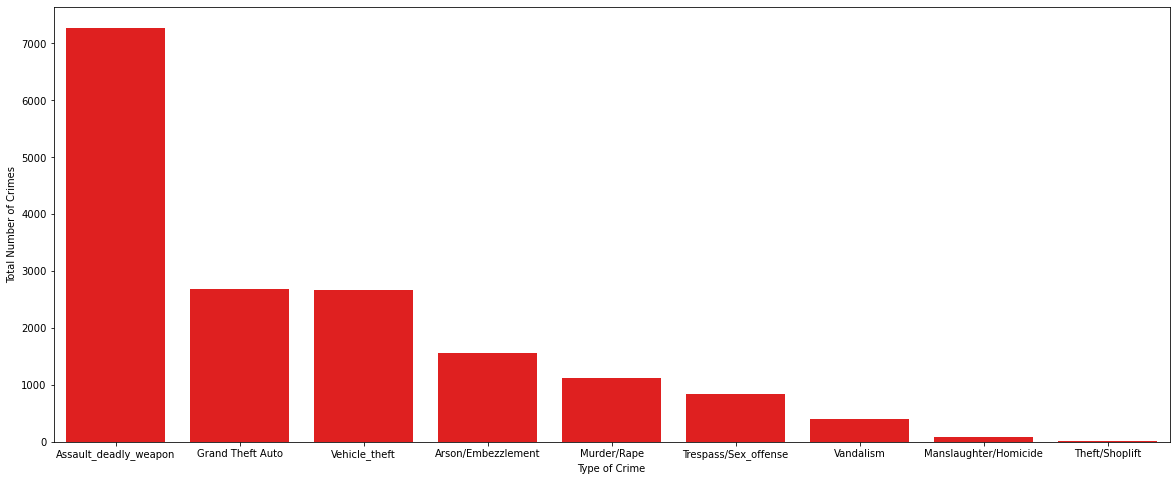 7000
6000
5000
4000
3000
2000
1000
0
Total Number of Crimes
Assault_deadly_weapon Grand Theft Auto Vehicle_theft Arson/Embezzlement Murder/Rape Trespass/Sex_offense Vandalism Manslaughter/Homicide Theft/Shoplift
Type of Crime